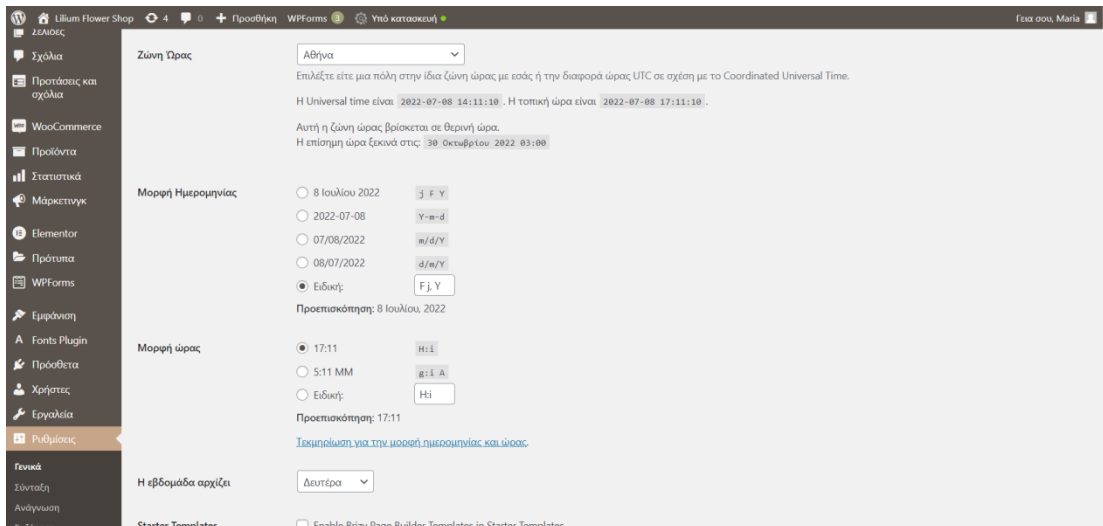 Lilium Flower Shop 4 0 Προσθήκη WPForms 3 Υπό κατασκευή Γεια σου, Maria
Σελίδες
Σχόλια
Προτάσεις και
σχόλια
WooCommerce
Προϊόντα
Στατιστικά
Μάρκετινγκ
Elementor
Πρότυπα
WPForms
Εμφάνιση
Fonts Plugin
Πρόσθετα
Χρήστες
Εργαλεία
Ρυθμίσεις
Γενικά
Σύνταξη
Ανάγνωση
Ζώνη Ώρας Αθήνα
Επιλέξτε είτε μια πόλη στην ίδια ζώνη ώρας με εσάς ή την διαφορά ώρας UTC σε σχέση με το Coordinated Universal Time.
Η Universal time είναι 2022-07-08 14:11:10 . Η τοπική ώρα είναι 2022-07-08 17:11:10 .
Αυτή η ζώνη ώρας βρίσκεται σε θερινή ώρα.
Η επίσημη ώρα ξεκινά στις: 30 Οκτωβρίου 2022 03:00
Μορφή Ημερομηνίας 8 Ιουλίου 2022 j F Y
2022-07-08 Y-m-d
07/08/2022 m/d/Y
08/07/2022 d/m/Y
Ειδική: F j, Y
Προεπισκόπηση: 8 Ιουλίου, 2022
Μορφή ώρας 17:11 H:i
5:11 ΜΜ g:i A
Ειδική: H:i
Προεπισκόπηση: 17:11
Τεκμηρίωση για την μορφή ημερομηνίας και ώρας.
Η εβδομάδα αρχίζει Δευτέρα
Starter Templates Enable Brizy Page Builder Templates in Starter Templates